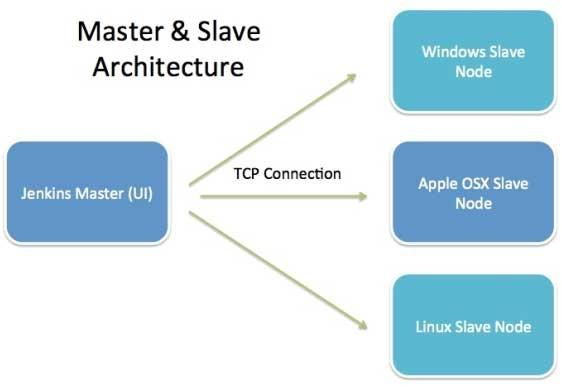 Master & Slave
Architecture
Windows Slave
Node
TCP Connection
Jenkins Master (UI)
Apple OSX Slave
Node
Linux Slave Node